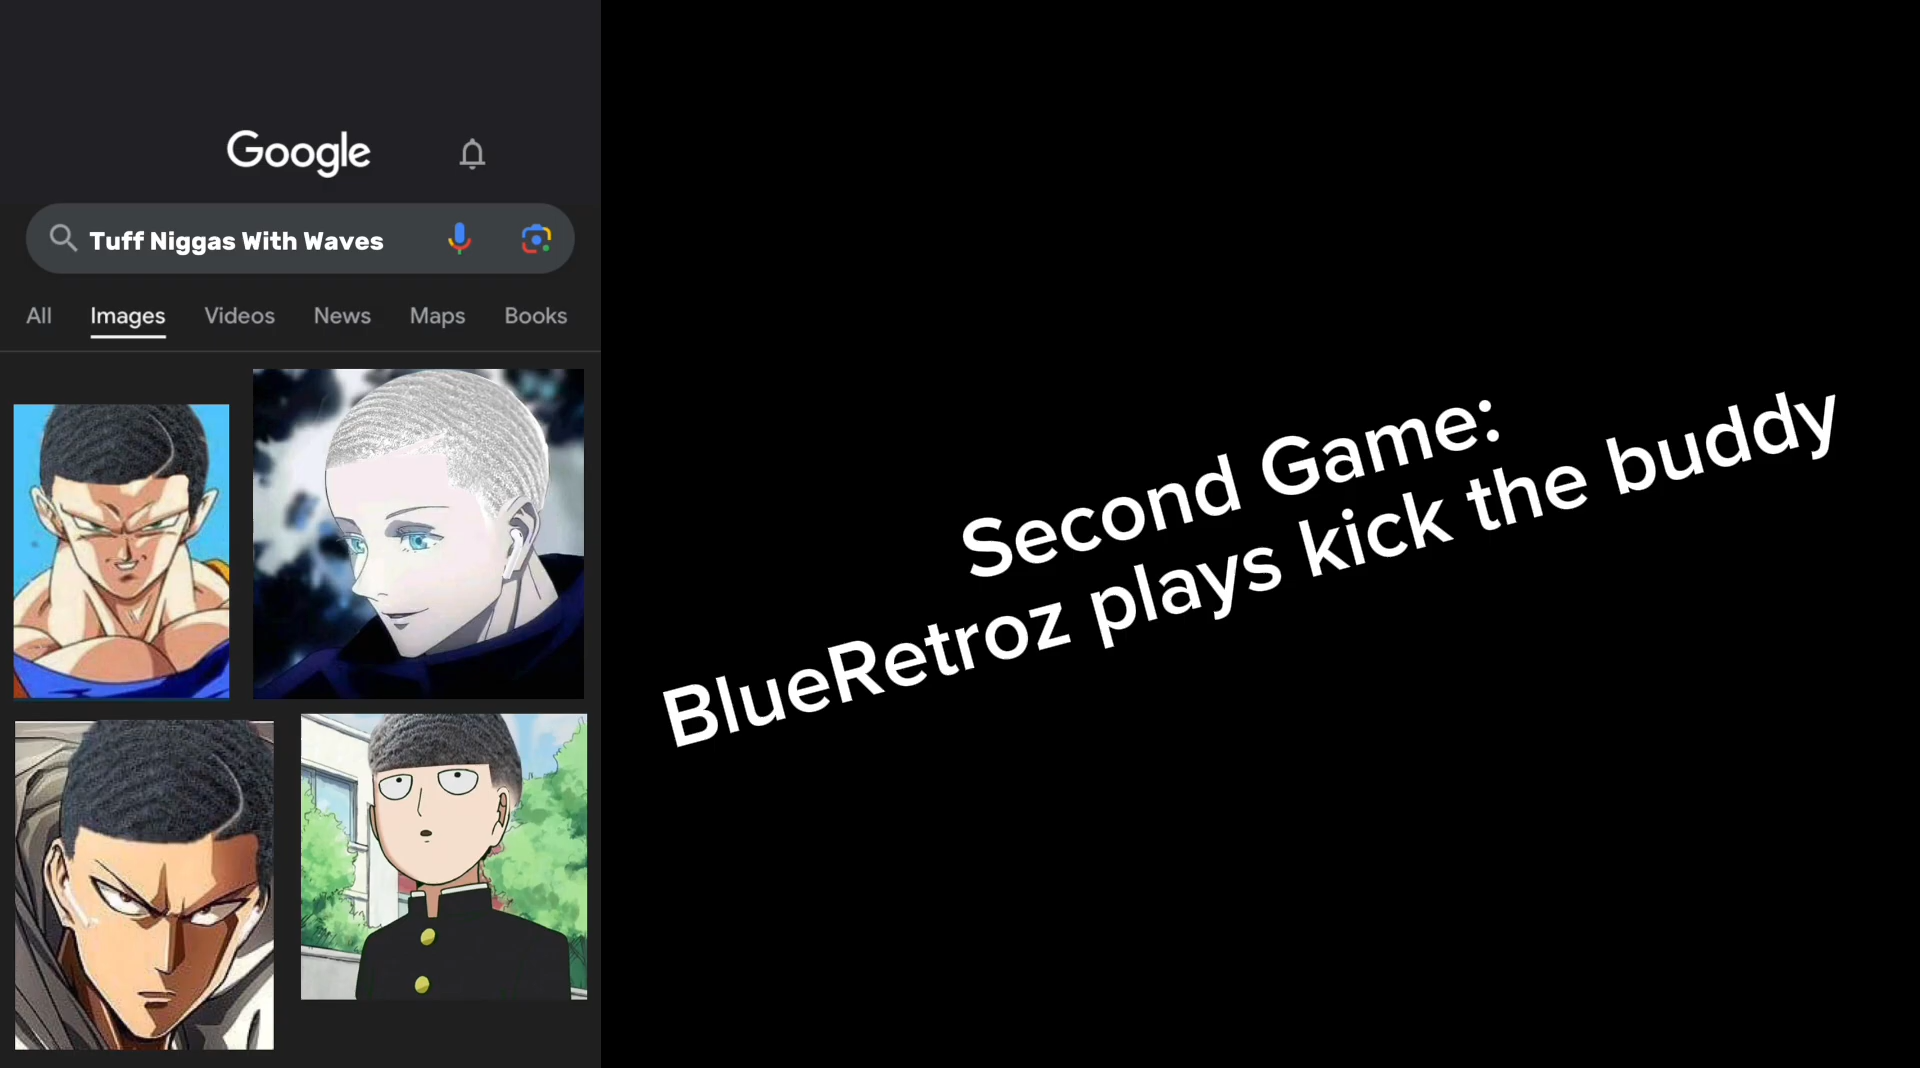 Google
Tuff Niggas With Waves
All Images Videos News Maps Books
Second Game:
BlueRetroz plays kick the buddy